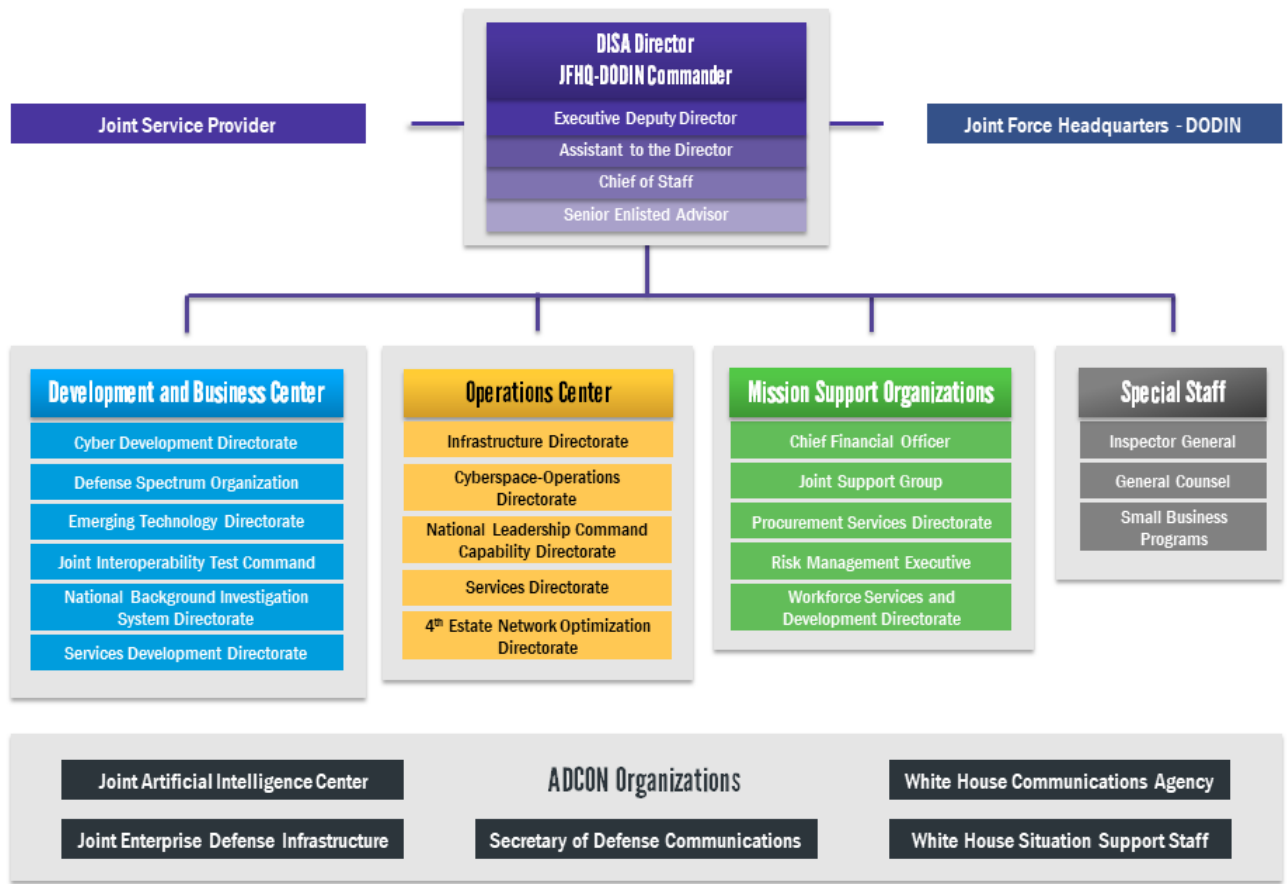 DISA Director
JFHQ-DODIN Commander
Executive Deputy Director
Assistant to the Director
Chief of Staff
Senior Enlisted Advisor
Joint Service Provider
Joint Force Headquarters - DODIN
Development and Business Center
Cyber Development Directorate
Defense Spectrum Organization
Emerging Technology Directorate
Joint Interoperability Test Command
National Background Investigation
System Directorate
Services Development Directorate
Operations Center
Infrastructure Directorate
Cyberspace-Operations
Directorate
National Leadership Command
Capability Directorate
Services Directorate
4th Estate Network Optimization
Directorate
Mission Support Organizations
Chief Financial Officer
Joint Support Group
Procurement Services Directorate
Risk Management Executive
Workforce Services and
Development Directorate
Special Staff
Inspector General
General Counsel
Small Business
Programs
ADCON Organizations
Joint Artificial Intelligence Center
White House Communications Agency
Joint Enterprise Defense Infrastructure
Secretary of Defense Communications
White House Situation Support Staff